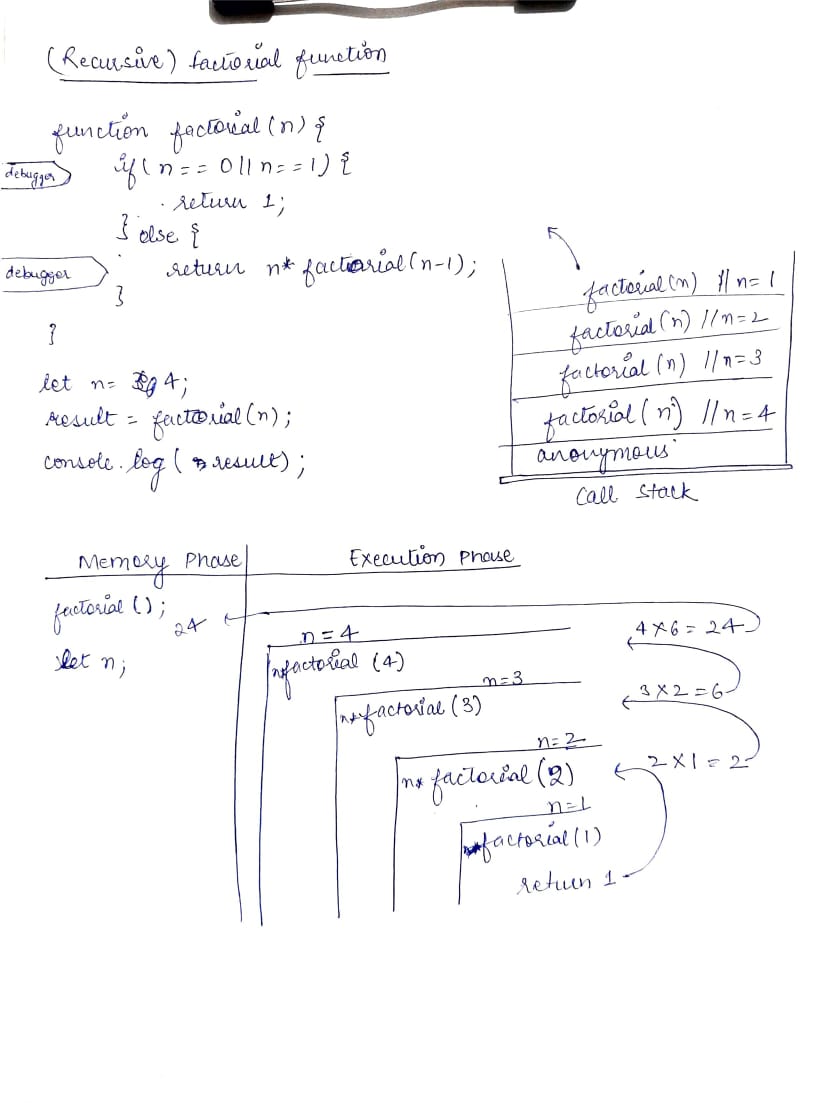 (Recursive) factorial function
function factorial(n) {
debugger
if( n == 0 || n == 1) {
return 1;
} else {
debugger
return n* factorial(n-1);
}
}
let n= 4;
result = factorial(n);
console.log( result);
factorial(n) // n=1
factorial(n) // n=2
factorial(n) // n=3
factorial(n) // n=4
anonymous
Call Stack
Memory Phase
Execution Phase
factorial();
24
let n;
n=4
n*factorial (4)
4×6=24
n=3
n*factorial(3)
3×2=6
n=2
n* factorial(2)
2×1=2
n=1
factorial(1)
return 1